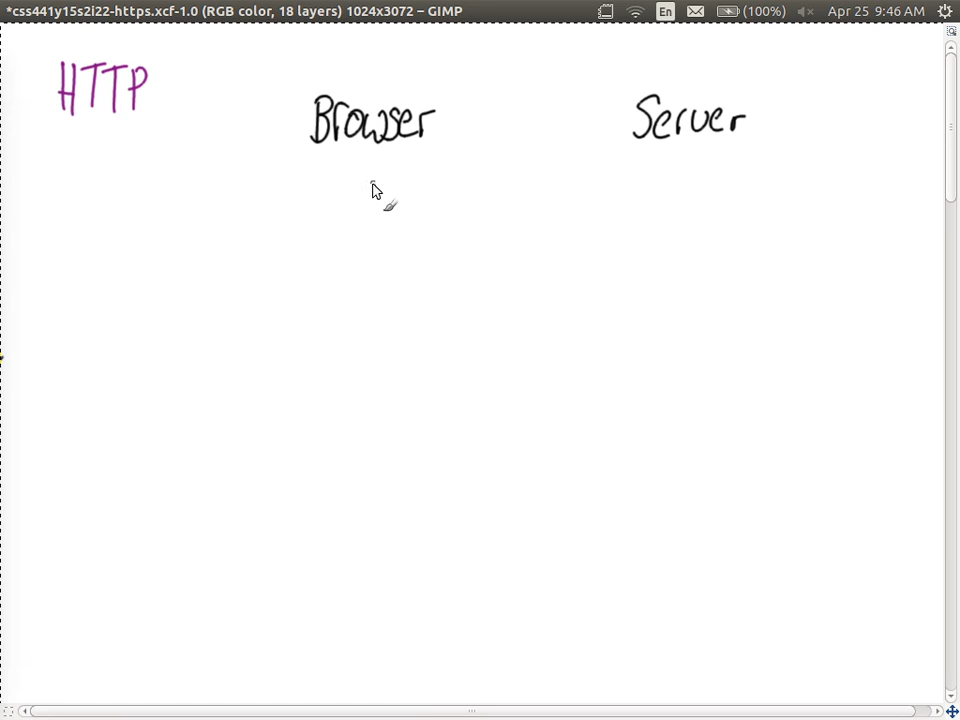 *css441y15s2i22-https.xcf-1.0 (RGB color, 18 layers) 1024x3072 – GIMP En (100%) Apr 25 9:46 AM
HTTP
Browser Server